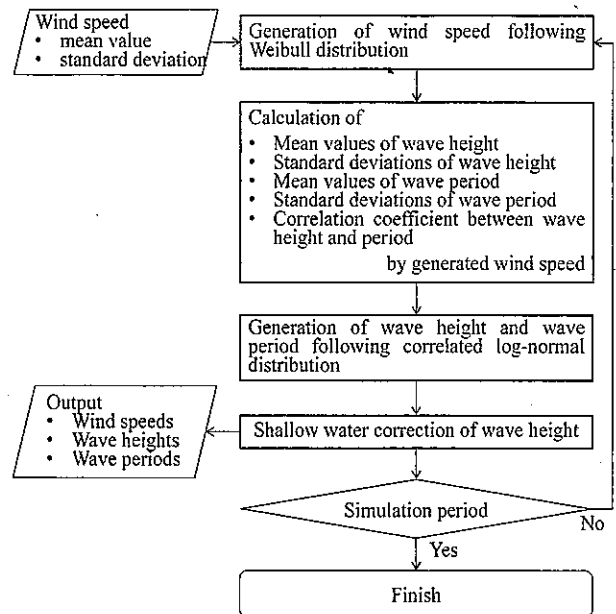 Wind speed
• mean value
• standard deviation
Generation of wind speed following
Weibull distribution
Calculation of
• Mean values of wave height
• Standard deviations of wave height
• Mean values of wave period
• Standard deviations of wave period
• Correlation coefficient between wave
height and period
by generated wind speed
Generation of wave height and wave
period following correlated log-normal
distribution
Output
• Wind speeds
• Wave heights
• Wave periods
Shallow water correction of wave height
Simulation period
No
Yes
Finish